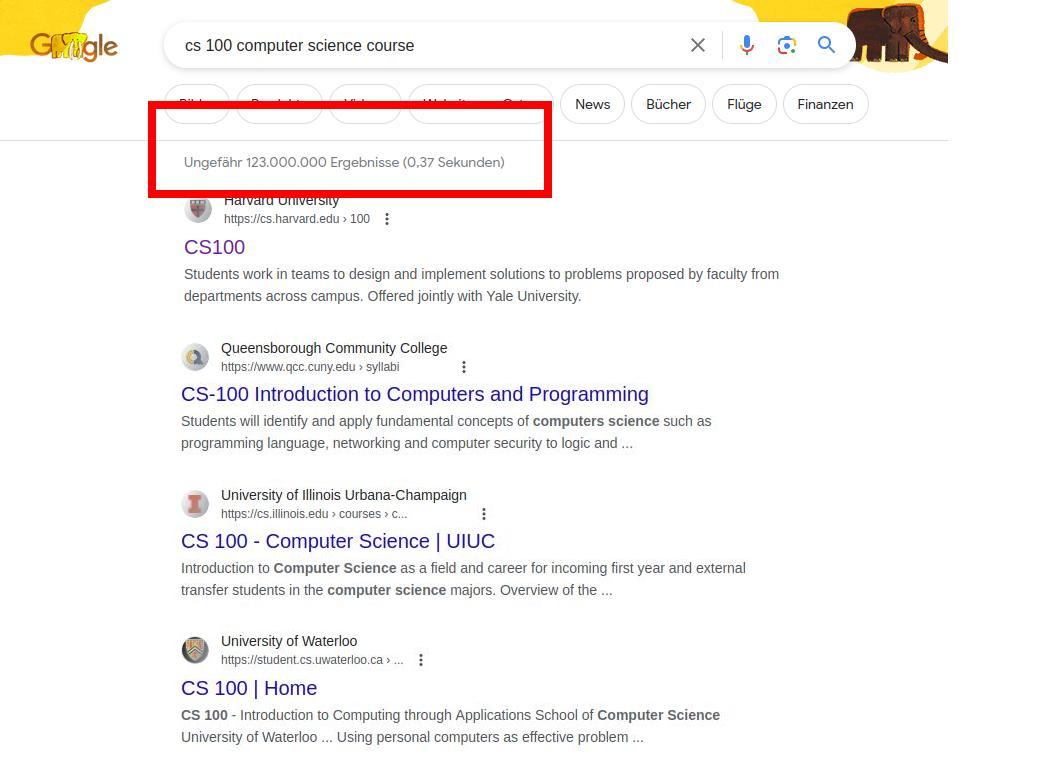 Google
cs 100 computer science course
News Bücher Flüge Finanzen
Ungefähr 123.000.000 Ergebnisse (0,37 Sekunden)
Harvard University
https://cs.harvard.edu › 100
CS100
Students work in teams to design and implement solutions to problems proposed by faculty from
departments across campus. Offered jointly with Yale University.
Queensborough Community College
https://www.qcc.cuny.edu › syllabi
CS-100 Introduction to Computers and Programming
Students will identify and apply fundamental concepts of computers science such as
programming language, networking and computer security to logic and ...
University of Illinois Urbana-Champaign
https://cs.illinois.edu › courses › c...
CS 100 - Computer Science | UIUC
Introduction to Computer Science as a field and career for incoming first year and external
transfer students in the computer science majors. Overview of the ...
University of Waterloo
https://student.cs.uwaterloo.ca › ...
CS 100 | Home
CS 100 - Introduction to Computing through Applications School of Computer Science
University of Waterloo ... Using personal computers as effective problem ...